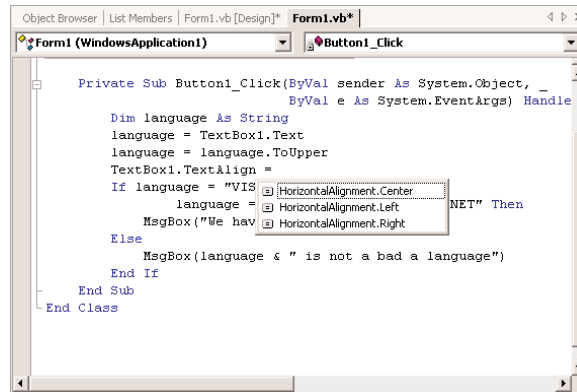 Object Browser | List Members | Form1.vb [Design]* Form1.vb*
Form1 (WindowsApplication1) Button1_Click
Private Sub Button1_Click(ByVal sender As System.Object, _
ByVal e As System.EventArgs) Handle
Dim language As String
language = TextBox1.Text
language = language.ToUpper
TextBox1.TextAlign =
If language = "VIS
HorizontalAlignment.Center
language = NET" Then
HorizontalAlignment.Left
MsgBox("We hav
HorizontalAlignment.Right
Else
MsgBox(language & " is not a bad a language")
End If
End Sub
End Class